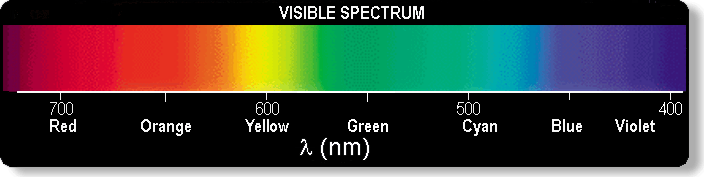 VISIBLE SPECTRUM
700 600 500 400
Red Orange Yellow Green Cyan Blue Violet
λ (nm)